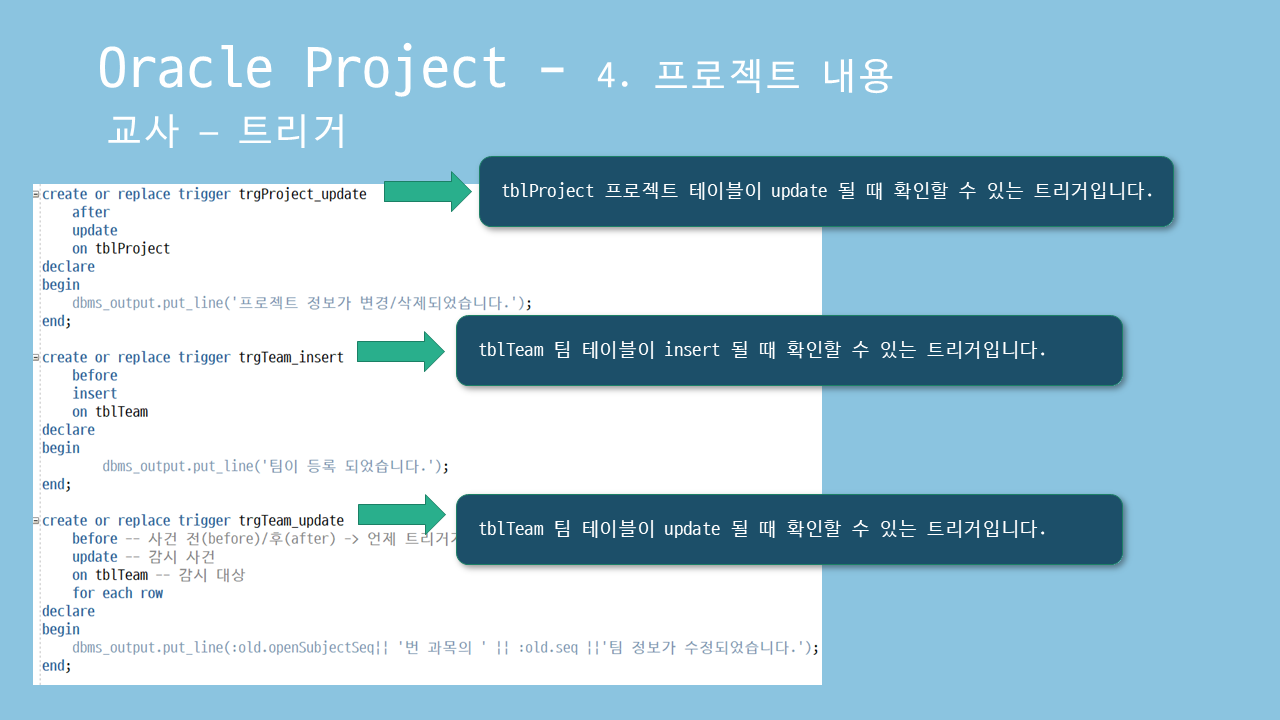 Oracle Project - 4. 프로젝트 내용
교사 – 트리거
tblProject 프로젝트 테이블이 update 될 때 확인할 수 있는 트리거입니다.
create or replace trigger trgProject_update
after
update
on tblProject
declare
begin
dbms_output.put_line('프로젝트 정보가 변경/삭제되었습니다.');
end;
tblTeam 팀 테이블이 insert 될 때 확인할 수 있는 트리거입니다.
create or replace trigger trgTeam_insert
before
insert
on tblTeam
declare
begin
dbms_output.put_line('팀이 등록 되었습니다.');
end;
tblTeam 팀 테이블이 update 될 때 확인할 수 있는 트리거입니다.
create or replace trigger trgTeam_update
before -- 사건 전(before)/후(after) -> 언제 
update -- 감시 사건
on tblTeam -- 감시 대상
for each row
declare
begin
dbms_output.put_line(:old.openSubjectSeq|| '번 과목의 ' || :old.seq ||'팀 정보가 수정되었습니다.');
end;